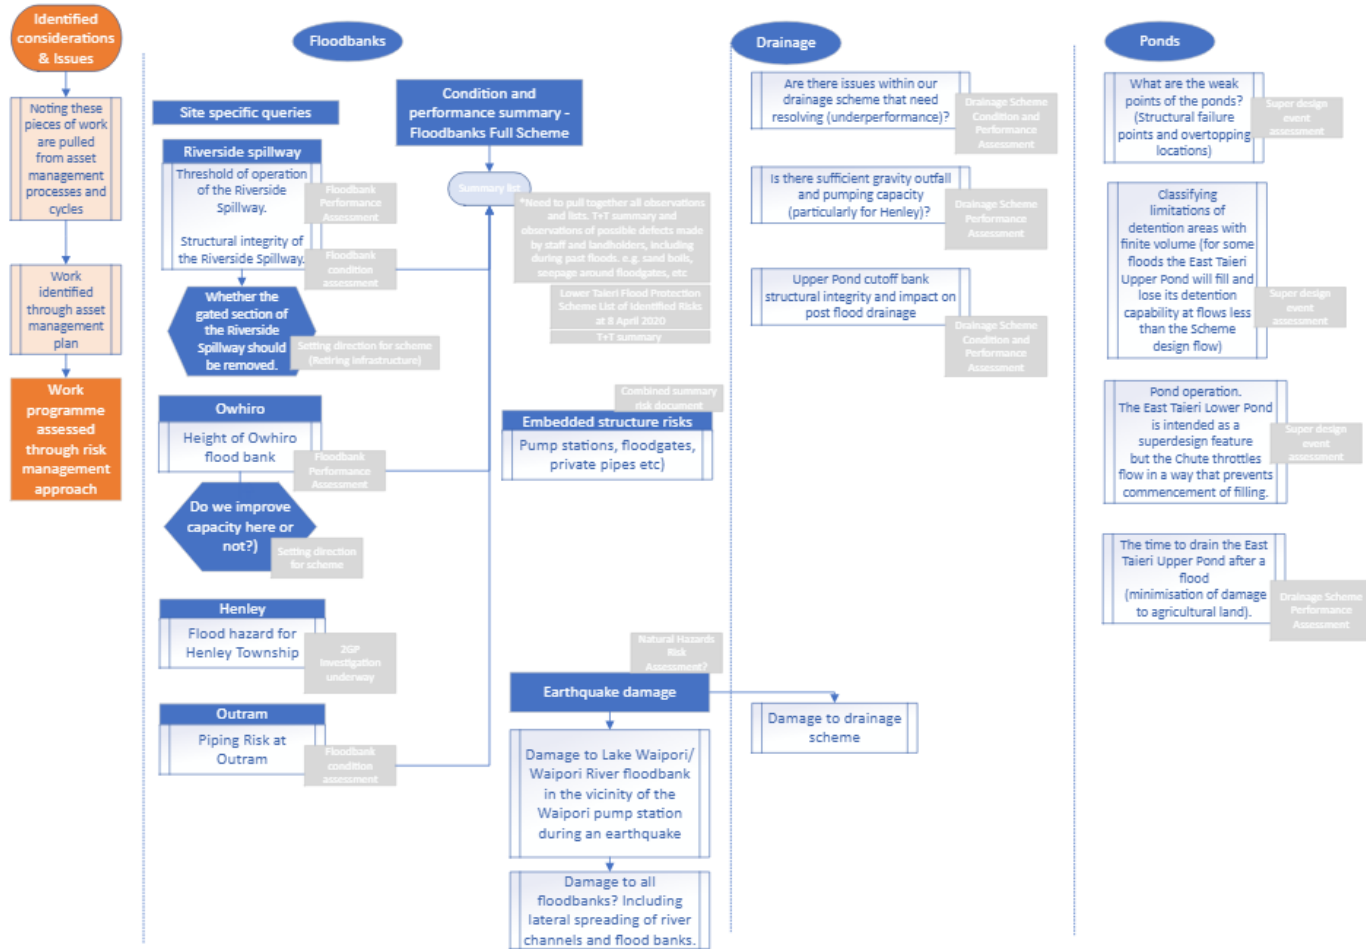 Identified
considerations
& Issues
Noting these
pieces of work
are pulled
from asset
management
processes and
cycles
Work
identified
through asset
management
plan
Work
programme
assessed
through risk
management
approach
Floodbanks
Site specific queries
Riverside spillway
Threshold of operation
of the Riverside
Spillway.
Structural integrity of
the Riverside Spillway.
Floodbank
Performance
Assessment
Floodbank
condition
assessment
Whether the
gated section
of the Riverside
Spillway should
be removed.
Setting direction for scheme
(Retiring infrastructure)
Owhiro
Height of Owhiro
flood bank
Floodbank
Performance
Assessment
Do we improve
capacity here or
not?)
Setting direction
for scheme
Henley
Flood hazard for
Henley Township
2GP
Investigation
underway
Outram
Piping Risk at
Outram
Floodbank
condition
assessment
Condition and
performance summary -
Floodbanks Full Scheme
Summary list
*Need to pull together all observations
and lists. T+T summary and
observations of possible defects made
by staff and landholders, including
during past floods. e.g. sand boils,
seepage around floodgates, etc
Lower Taieri Flood Protection
Scheme List of identified Risks
at 8 April 2020
T+T summary
Combined summary
risk document
Embedded structure risks
Pump stations, floodgates,
private pipes etc)
Natural Hazards
Risk
Assessment?
Earthquake damage
Damage to Lake Waipori/
Waipori River floodbank
in the vicinity of the
Waipori pump station
during an earthquake
Damage to all
floodbanks? Including
lateral spreading of river
channels and flood banks.
Drainage
Are there issues within our
drainage scheme that need
resolving (underperformance)?
Drainage Scheme
Condition and
Performance
Assessment
Is there sufficient gravity outfall
and pumping capacity
(particularly for Henley)?
Drainage Scheme
Performance
Assessment
Upper Pond cutoff bank
structural integrity and impact on
post flood drainage
Drainage Scheme
Condition and
Performance
Assessment
Damage to drainage
scheme
Ponds
What are the weak
points of the ponds?
(Structural failure
points and overtopping
locations)
Super design
event
assessment
Classifying
limitations of
detention areas with
finite volume (for some
floods the East Taieri
Upper Pond will fill and
lose its detention
capability at flows less
than the Scheme
design flow)
Super design
event
assessment
Pond operation.
The East Taieri Lower Pond
is intended as a
superdesign feature
but the Chute throttles
flow in a way that prevents
commencement of filling.
Super design
event
assessment
The time to drain the East
Taieri Upper Pond after a
flood
(minimisation of damage
to agricultural land).
Drainage Scheme
Performance
Assessment